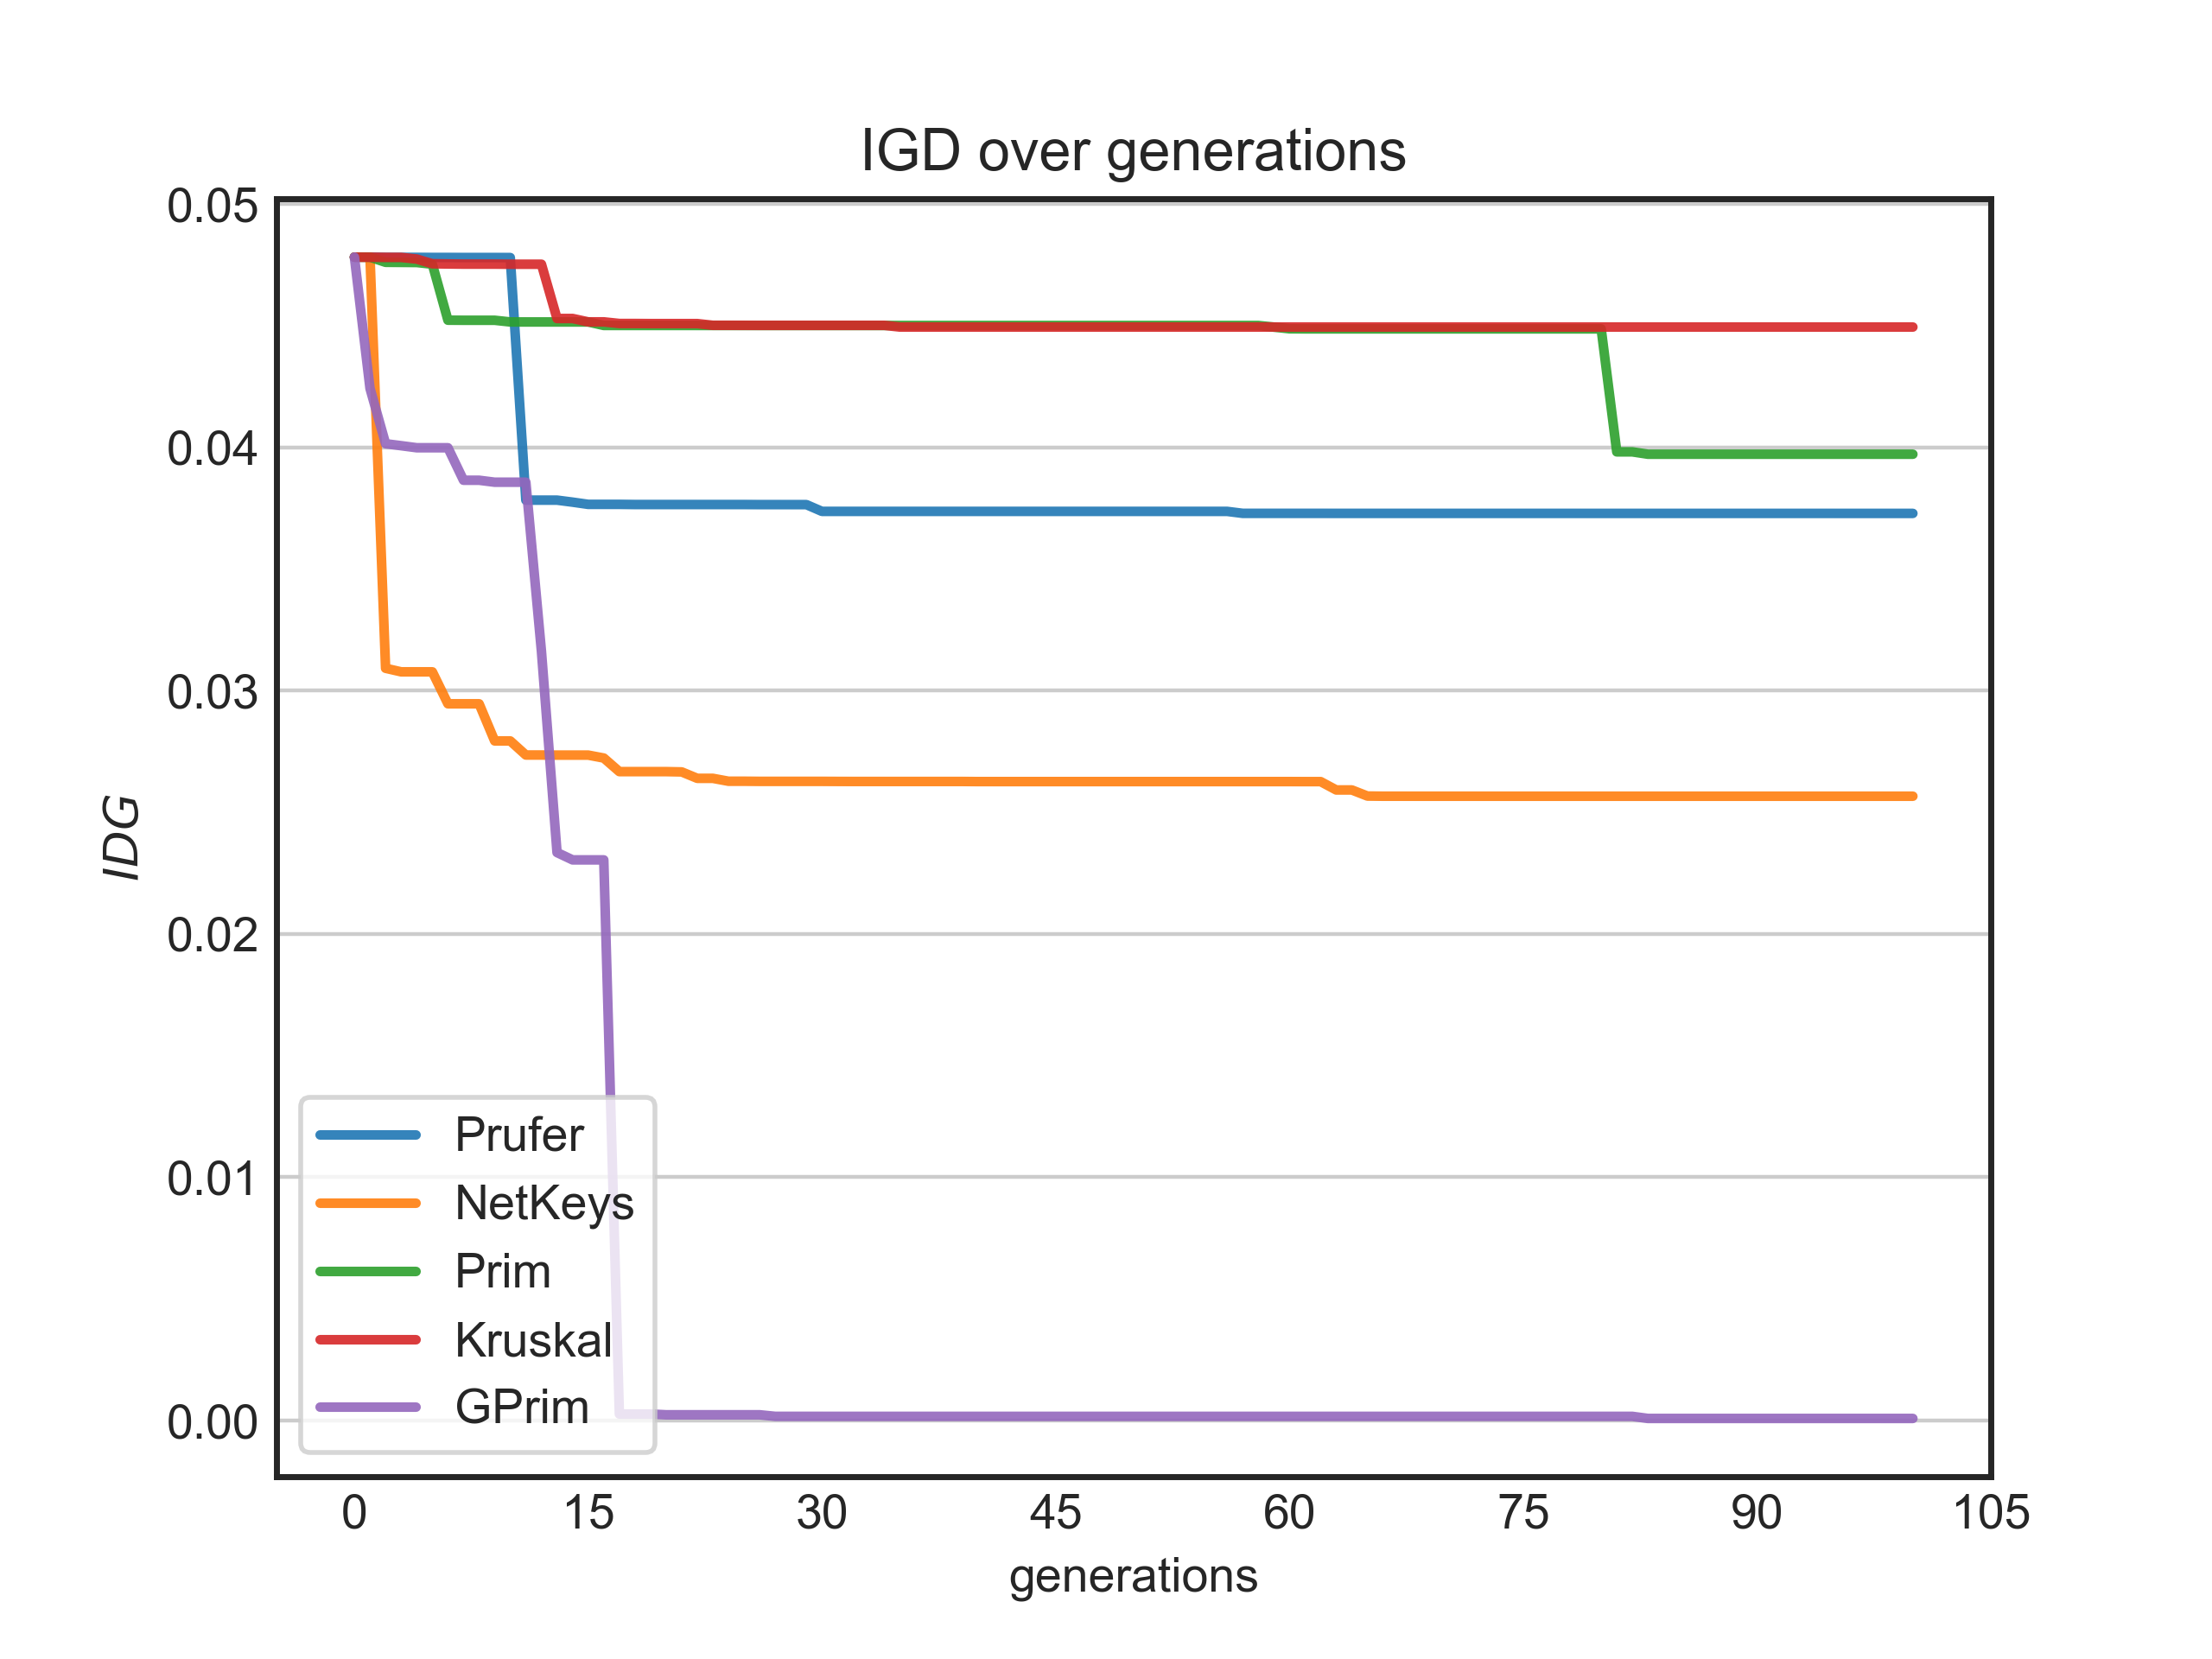 IGD over generations
0.05
0.04
0.03
0.02
0.01
0.00
IDG
Prufer
NetKeys
Prim
Kruskal
GPrim
0 15 30 45 60 75 90 105
generations